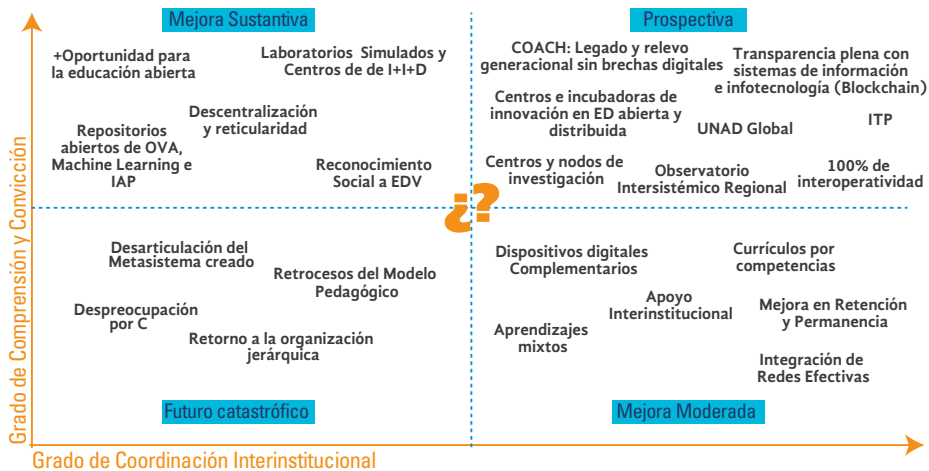 Mejora Sustantiva
+Oportunidad para
la educación abierta
Laboratorios Simulados y
Centros de de I+I+D
Descentralización
y reticularidad
Repositorios
abiertos de OVA,
Machine Learning e
IAP
Reconocimiento
Social a EDV
Prospectiva
COACH: Legado y relevo
generacional sin brechas digitales
Transparencia plena con
sistemas de información
e infotecnología (Blockchain)
Centros e incubadoras de
innovación en ED abierta y
distribuida
UNAD Global
ITP
Centros y nodos de
investigación
Observatorio
Intersistémico Regional
100% de
interoperatividad
¿?
Desarticulación del
Metasistema creado
Retrocesos del Modelo
Pedagógico
Despreocupación
por C
Retorno a la organización
jerárquica
Futuro catastrófico
Dispositivos digitales
Complementarios
Currículos por
competencias
Apoyo
Interinstitucional
Mejora en Retención
y Permanencia
Aprendizajes
mixtos
Integración de
Redes Efectivas
Mejora Moderada
Grado de Comprensión y Convicción
Grado de Coordinación Interinstitucional